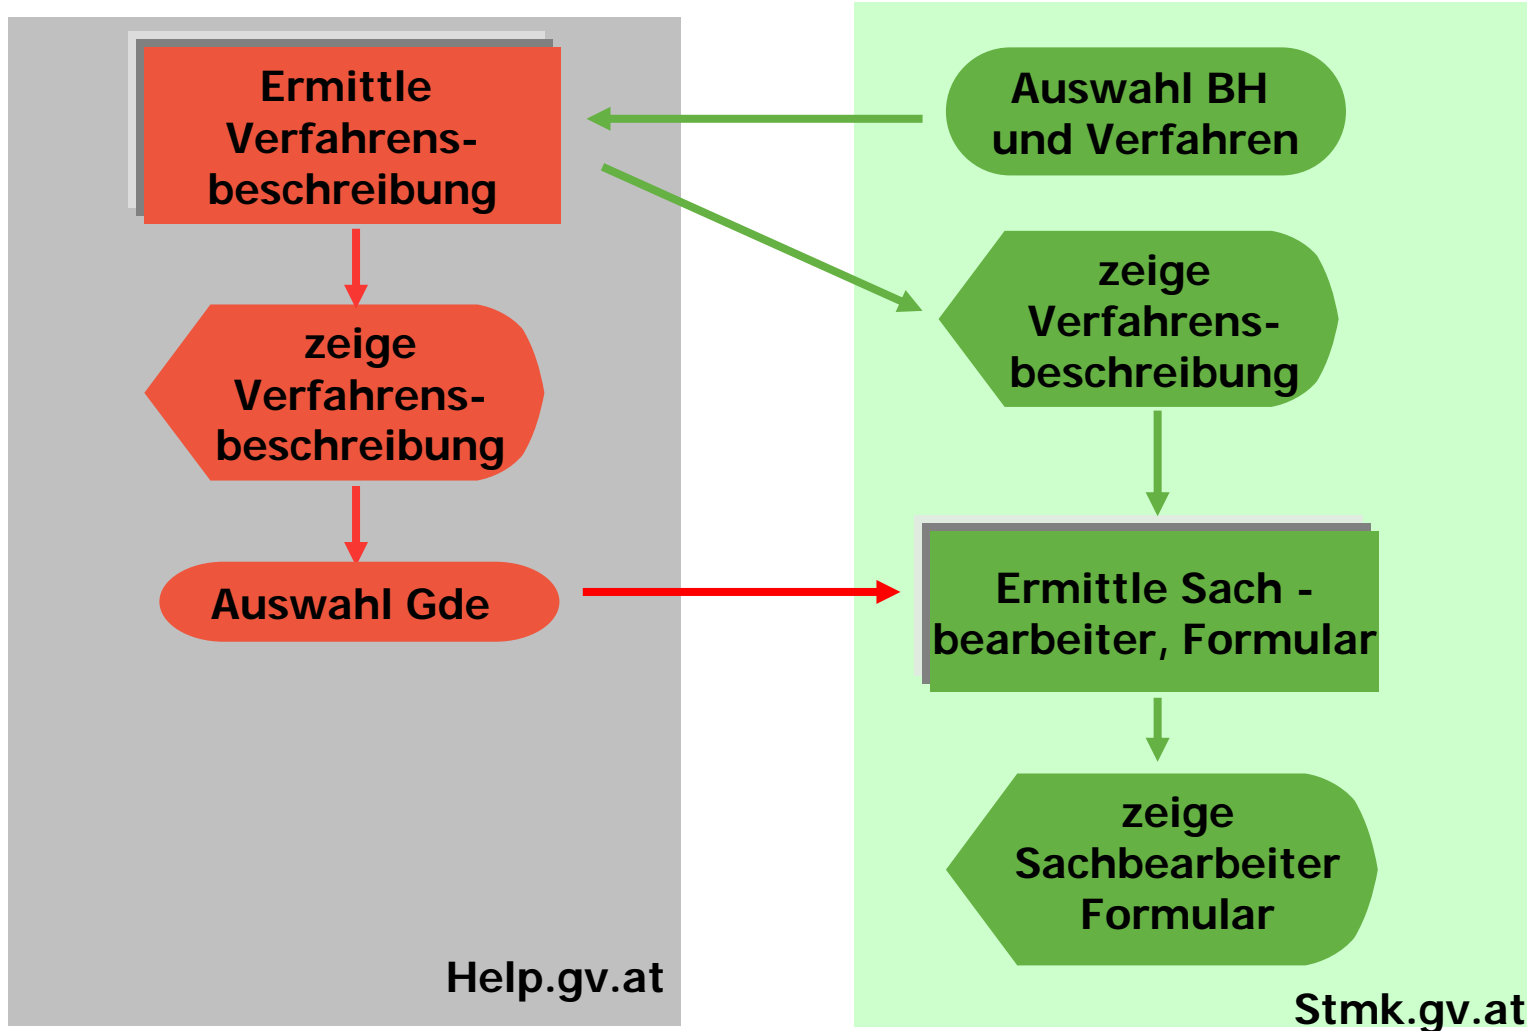 Ermittle
Verfahrens-
beschreibung
zeige
Verfahrens-
beschreibung
Auswahl Gde
Help.gv.at
Auswahl BH
und Verfahren
zeige
Verfahrens-
beschreibung
Ermittle Sach -
bearbeiter, Formular
zeige
Sachbearbeiter
Formular
Stmk.gv.at